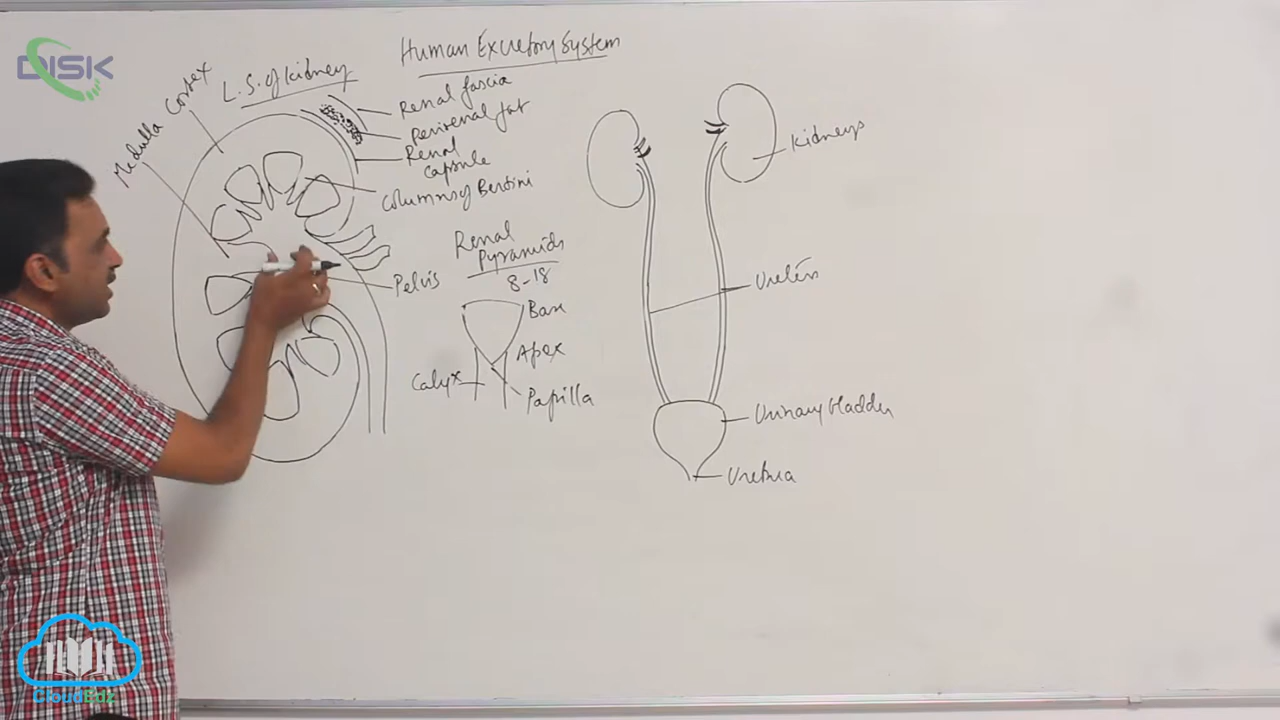 DISK
Human Excretory System
L.S. of kidney
Cortex
Medulla
Renal fascia
Perirenal fat
Renal
capsule
Columns of Bertini
Pelvis
Renal
Pyramids
8-18
Base
Apex
Calyx
Papilla
Kidneys
Ureters
Urinary bladder
Urethra
CloudEdz